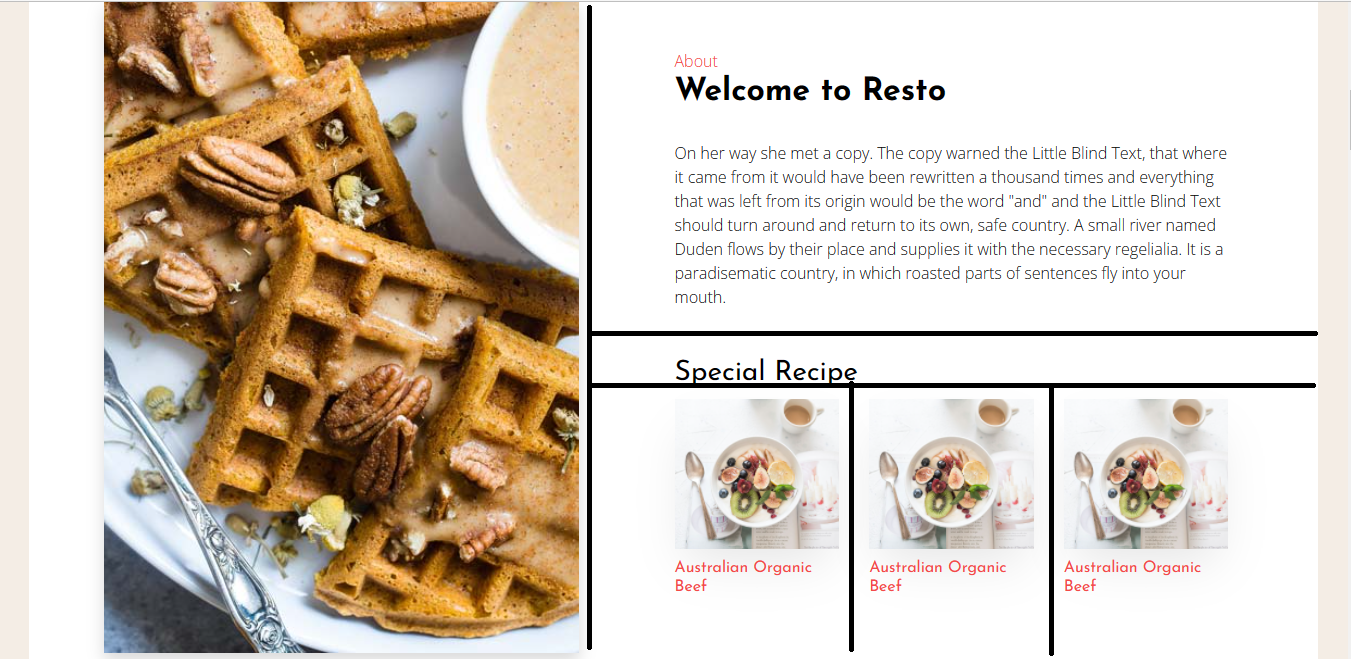 About
Welcome to Resto
On her way she met a copy. The copy warned the Little Blind Text, that where
it came from it would have been rewritten a thousand times and everything
that was left from its origin would be the word "and" and the Little Blind Text
should turn around and return to its own, safe country. A small river named
Duden flows by their place and supplies it with the necessary regelialia. It is a
paradisematic country, in which roasted parts of sentences fly into your
mouth.
Special Recipe
Australian Organic
Beef
Australian Organic
Beef
Australian Organic
Beef